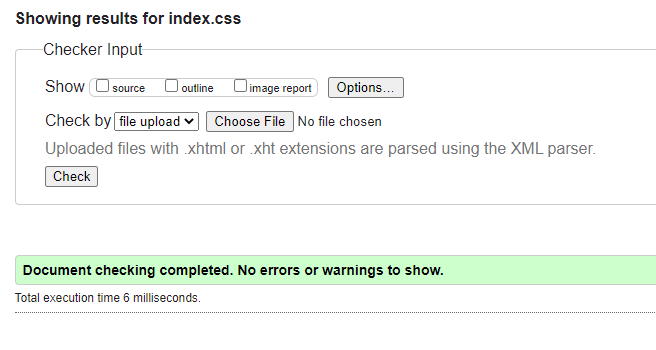 Showing results for index.css
Checker Input
Show source outline image report Options...
Check by file upload Choose File No file chosen
Uploaded files with .xhtml or .xht extensions are parsed using the XML parser.
Check
Document checking completed. No errors or warnings to show.
Total execution time 6 milliseconds.